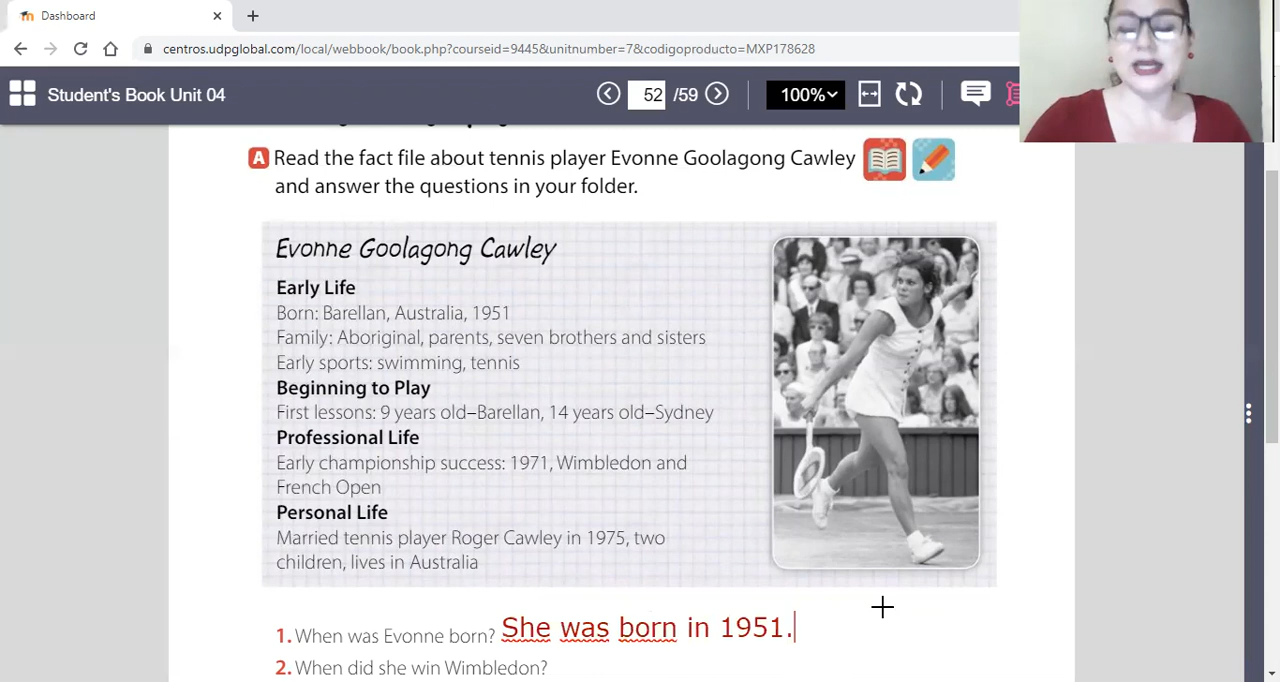 Dashboard
centros.udpglobal.com/local/webbook/book.php?courseid=9445&unitnumber=7&codigoproducto=MXP178628
Student's Book Unit 04
52 /59
100%
A Read the fact file about tennis player Evonne Goolagong Cawley
and answer the questions in your folder.
Evonne Goolagong Cawley
Early Life
Born: Barellan, Australia, 1951
Family: Aboriginal, parents, seven brothers and sisters
Early sports: swimming, tennis
Beginning to Play
First lessons: 9 years old–Barellan, 14 years old–Sydney
Professional Life
Early championship success: 1971, Wimbledon and
French Open
Personal Life
Married tennis player Roger Cawley in 1975, two
children, lives in Australia
1. When was Evonne born? She was born in 1951.
2. When did she win Wimbledon?